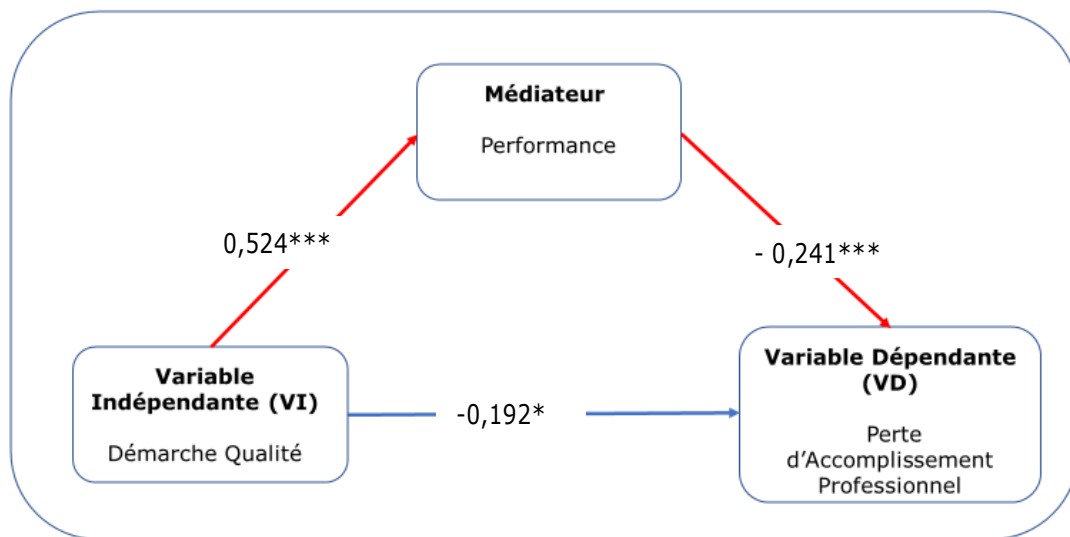 Médiateur
Performance
0,524***
- 0,241***
Variable
Indépendante (VI)
Démarche Qualité
-0,192*
Variable Dépendante
(VD)
Perte
d'Accomplissement
Professionnel